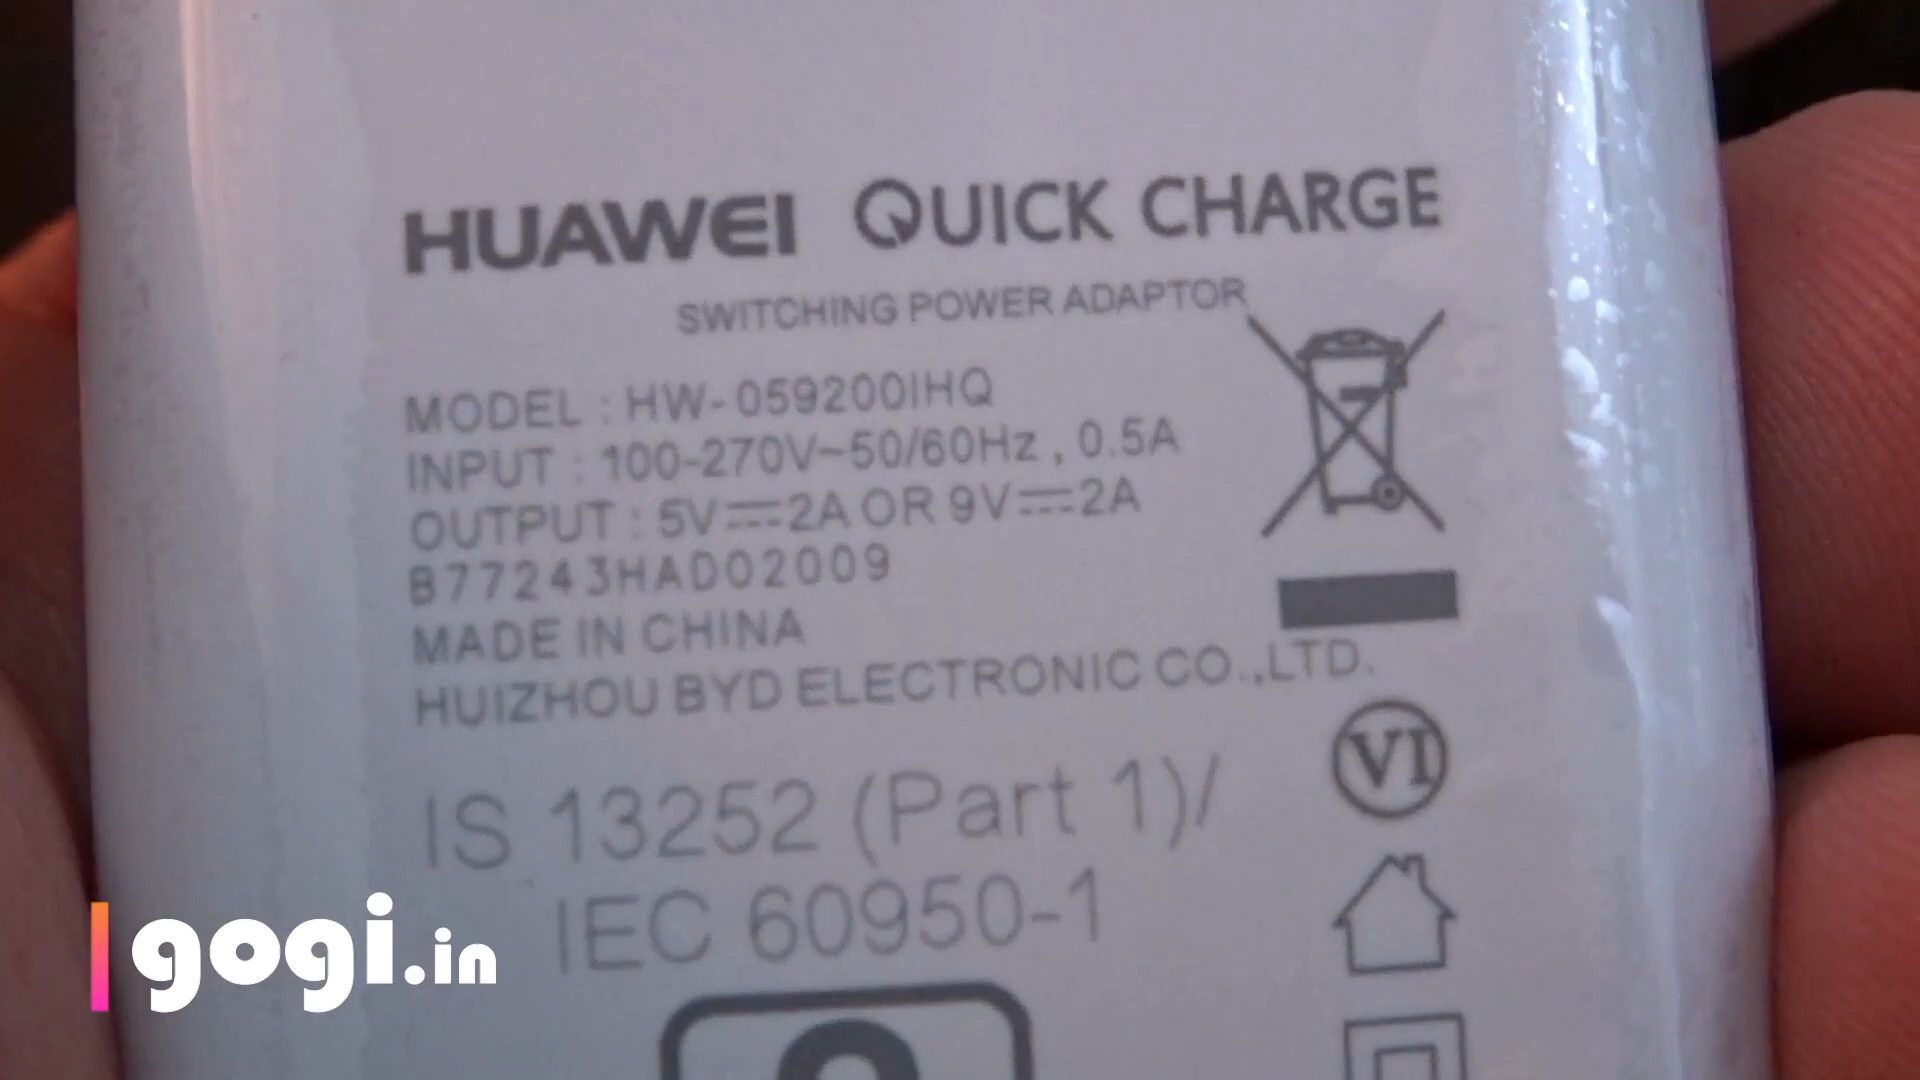 HUAWEI QUICK CHARGE
SWITCHING POWER ADAPTOR
MODEL : HW-059200IHQ
INPUT : 100-270V~50/60Hz , 0.5A
OUTPUT : 5V⎓2A OR 9V⎓2A
B77243HAD02009
MADE IN CHINA
HUIZHOU BYD ELECTRONIC CO.,LTD.
VI
IS 13252 (Part 1)/
IEC 60950-1
gogi.in